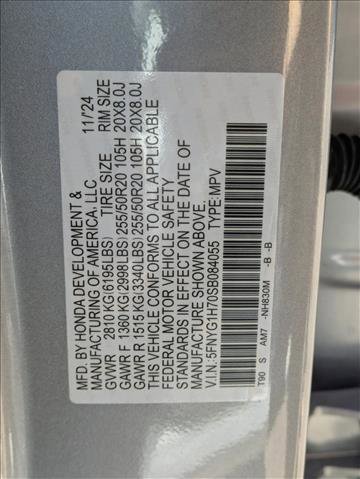 MFD. BY HONDA DEVELOPMENT & 11/24
MANUFACTURING OF AMERICA, LLC
GVWR 2810 KG(6195LBS) TIRE SIZE RIM SIZE
GAWR F 1360 KG(2998LBS) 255/50R20 105H 20X8.0J
GAWR R 1515 KG(3340LBS) 255/50R20 105H 20X8.0J
THIS VEHICLE CONFORMS TO ALL APPLICABLE
FEDERAL MOTOR VEHICLE SAFETY
STANDARDS IN EFFECT ON THE DATE OF
MANUFACTURE SHOWN ABOVE.
V.I.N.:5FNYG1H70SB084055 TYPE:MPV
T90 S AM7 -NH830M -B -B